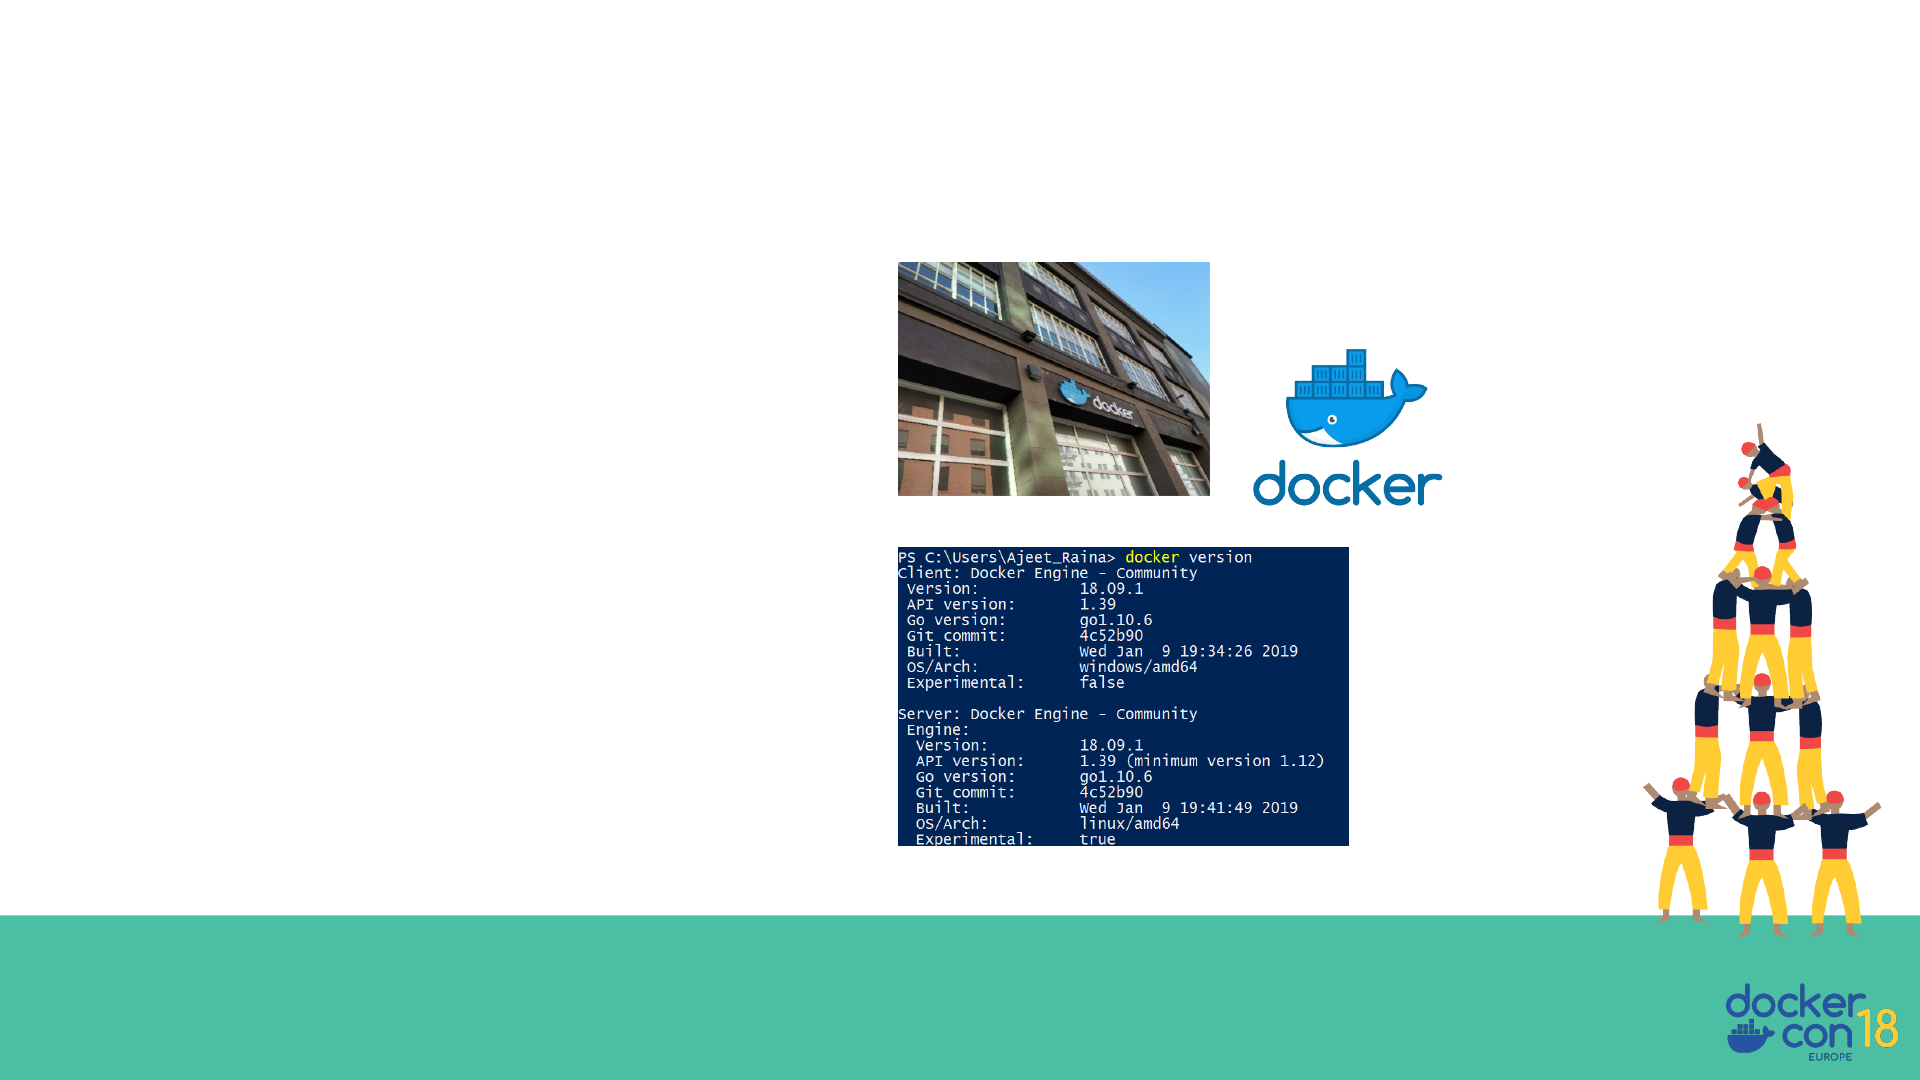 docker
docker
PS C:\Users\Ajeet_Raina> docker version
Client: Docker Engine - Community
Version: 18.09.1
API version: 1.39
Go version: go1.10.6
Git commit: 4c52b90
Built: Wed Jan  9 19:34:26 2019
OS/Arch: windows/amd64
Experimental: false
Server: Docker Engine - Community
Engine:
Version: 18.09.1
API version: 1.39 (minimum version 1.12)
Go version: go1.10.6
Git commit: 4c52b90
Built: Wed Jan  9 19:41:49 2019
OS/Arch: linux/amd64
Experimental: true
docker
con 18
EUROPE